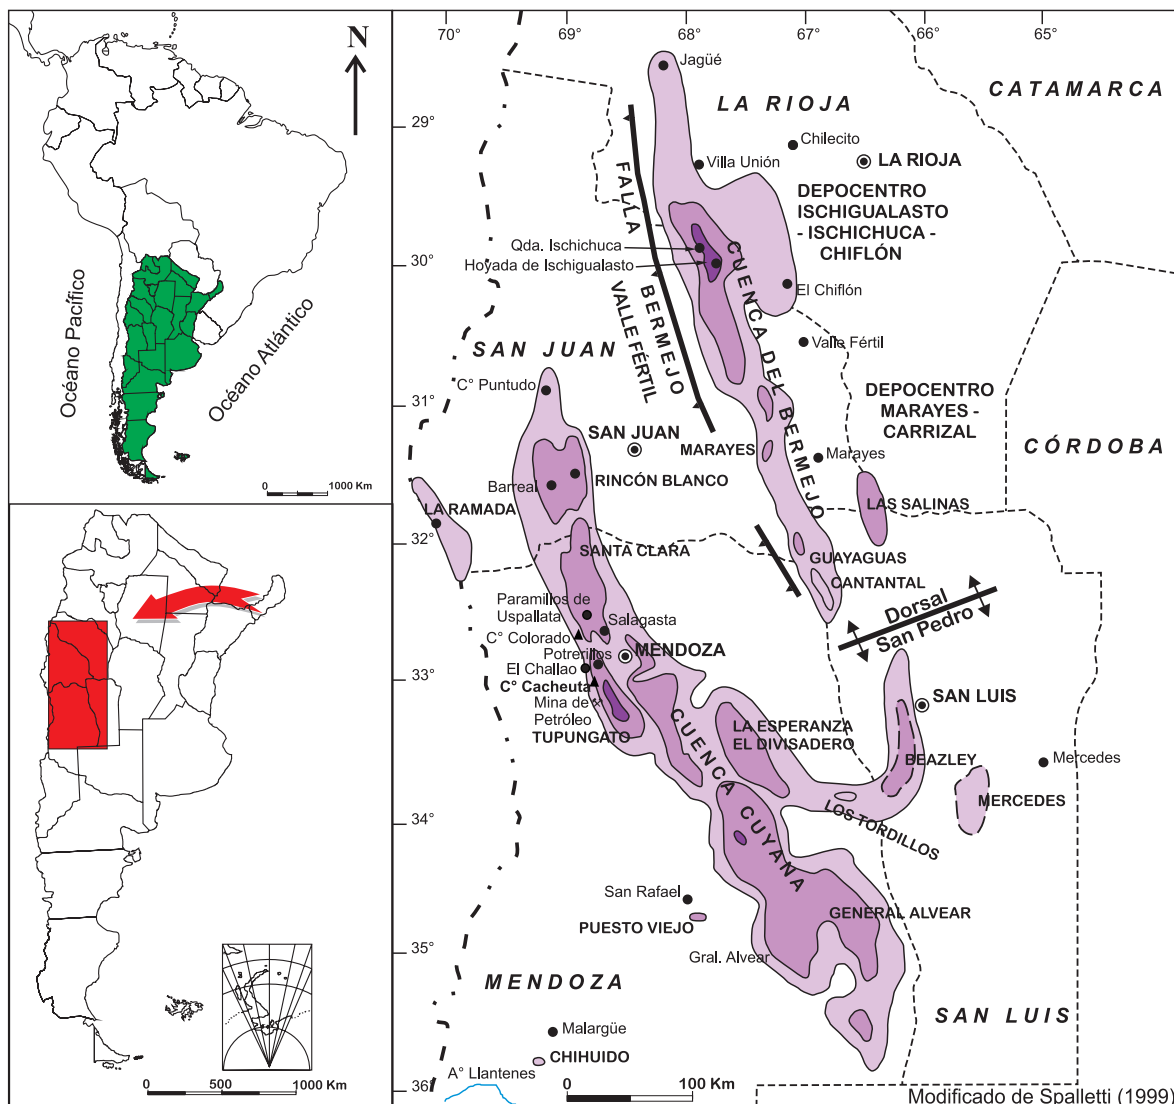 N
Océano Pacífico
Océano Atlántico
0 1000 Km
0 500 1000 Km
70° 69° 68° 67° 66° 65°
29°
30°
31°
32°
33°
34°
35°
36°
Jagüé
LA RIOJA
CATAMARCA
Chilecito
Villa Unión
LA RIOJA
DEPOCENTRO
ISCHIGUALASTO
- ISCHICHUCA -
CHIFLÓN
FALLA BERMEJO
VALLE FÉRTIL
Qda. Ischichuca
Hoyada de Ischigualasto
CUENCA DEL BERMEJO
El Chiflón
Valle Fértil
SAN JUAN
C° Puntudo
DEPOCENTRO
MARAYES -
CARRIZAL
SAN JUAN
MARAYES
Marayes
CÓRDOBA
RINCÓN BLANCO
Barreal
LA RAMADA
LAS SALINAS
SANTA CLARA
GUAYAGUAS
CANTANTAL
Paramillos de
Uspallata
Salagasta
Dorsal
San Pedro
C° Colorado
Potrerillos
MENDOZA
El Challao
C° Cacheuta
Mina de
Petróleo
TUPUNGATO
SAN LUIS
LA ESPERANZA
EL DIVISADERO
BEAZLEY
Mercedes
MERCEDES
LOS TORDILLOS
CUENCA CUYANA
San Rafael
PUESTO VIEJO
GENERAL ALVEAR
Gral. Alvear
MENDOZA
SAN LUIS
Malargüe
CHIHUIDO
A° Llantenes
0 100 Km
Modificado de Spalletti (1999)